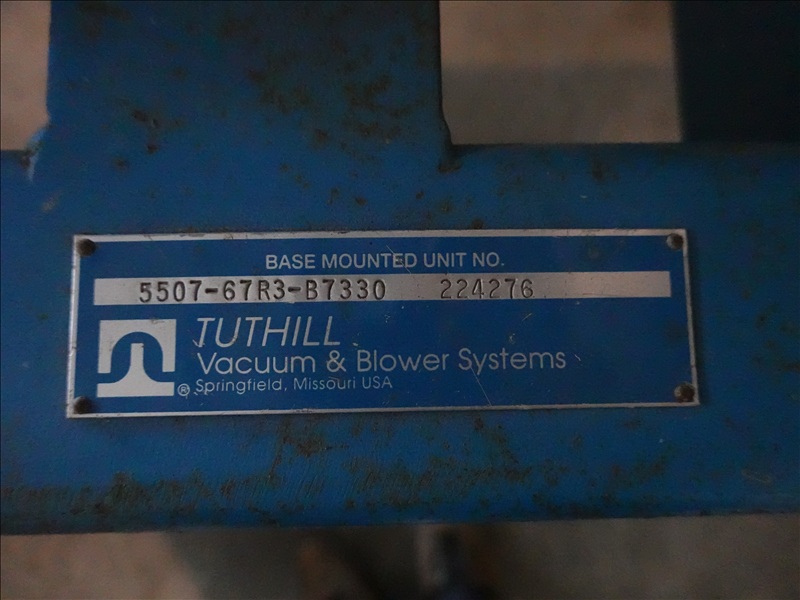 BASE MOUNTED UNIT NO.
5507-67R3-B7330 224276
TUTHILL
Vacuum & Blower Systems
® Springfield, Missouri USA